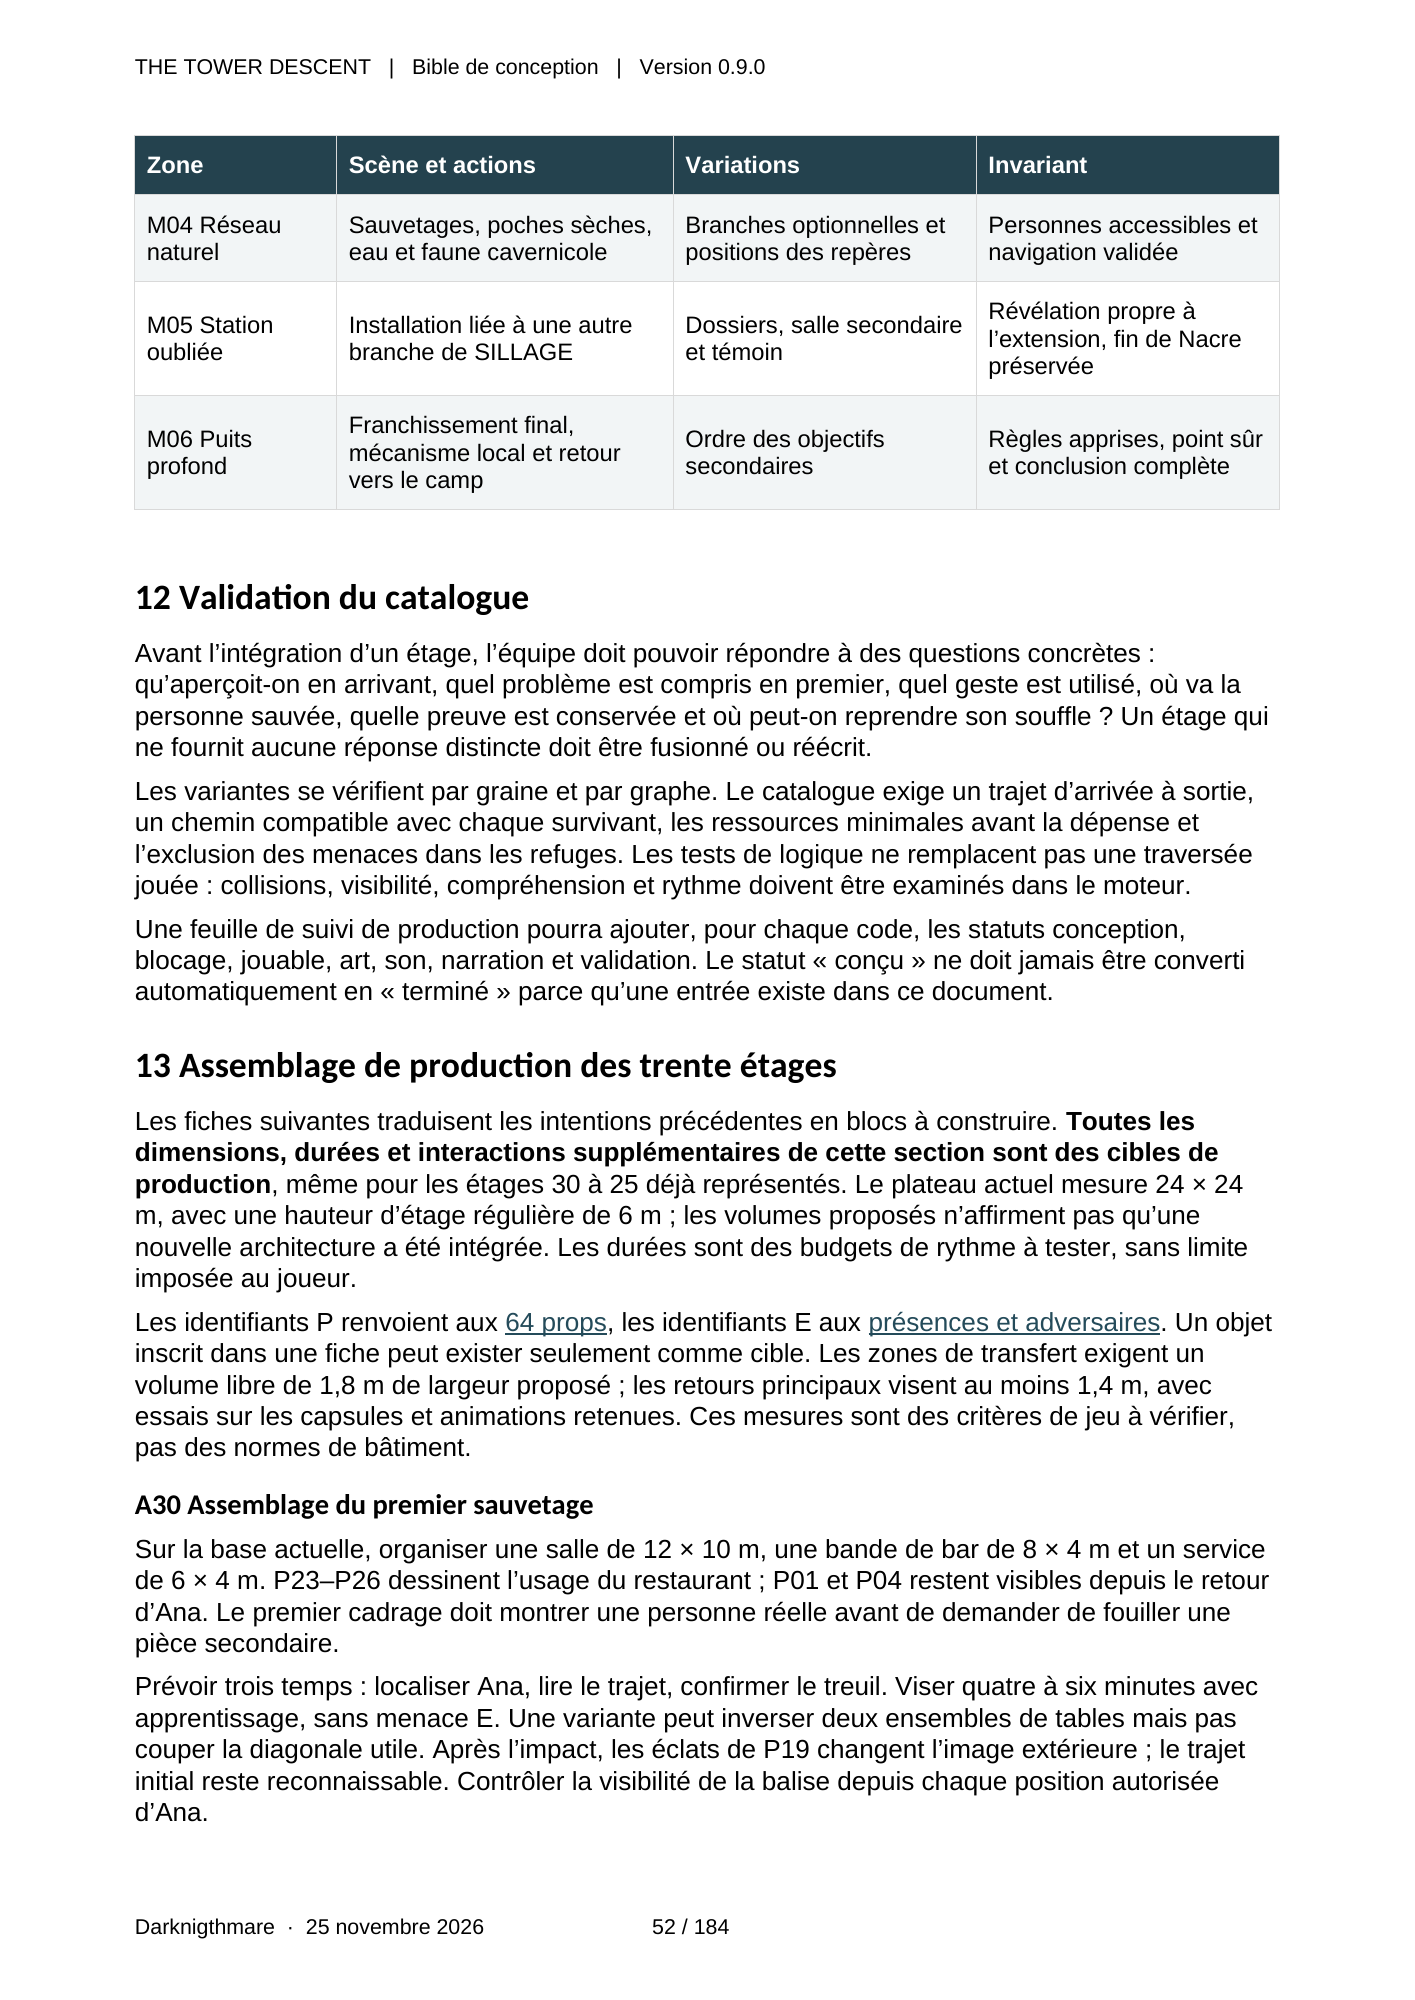 THE TOWER DESCENT | Bible de conception | Version 0.9.0
Zone Scène et actions Variations Invariant
M04 Réseau naturel Sauvetages, poches sèches, eau et faune cavernicole Branches optionnelles et positions des repères Personnes accessibles et navigation validée
M05 Station oubliée Installation liée à une autre branche de SILLAGE Dossiers, salle secondaire et témoin Révélation propre à l’extension, fin de Nacre préservée
M06 Puits profond Franchissement final, mécanisme local et retour vers le camp Ordre des objectifs secondaires Règles apprises, point sûr et conclusion complète
12 Validation du catalogue
Avant l’intégration d’un étage, l’équipe doit pouvoir répondre à des questions concrètes :
qu’aperçoit-on en arrivant, quel problème est compris en premier, quel geste est utilisé, où va la
personne sauvée, quelle preuve est conservée et où peut-on reprendre son souffle ? Un étage qui
ne fournit aucune réponse distincte doit être fusionné ou réécrit.
Les variantes se vérifient par graine et par graphe. Le catalogue exige un trajet d’arrivée à sortie,
un chemin compatible avec chaque survivant, les ressources minimales avant la dépense et
l’exclusion des menaces dans les refuges. Les tests de logique ne remplacent pas une traversée
jouée : collisions, visibilité, compréhension et rythme doivent être examinés dans le moteur.
Une feuille de suivi de production pourra ajouter, pour chaque code, les statuts conception,
blocage, jouable, art, son, narration et validation. Le statut « conçu » ne doit jamais être converti
automatiquement en « terminé » parce qu’une entrée existe dans ce document.
13 Assemblage de production des trente étages
Les fiches suivantes traduisent les intentions précédentes en blocs à construire. Toutes les
dimensions, durées et interactions supplémentaires de cette section sont des cibles de
production, même pour les étages 30 à 25 déjà représentés. Le plateau actuel mesure 24 × 24
m, avec une hauteur d’étage régulière de 6 m ; les volumes proposés n’affirment pas qu’une
nouvelle architecture a été intégrée. Les durées sont des budgets de rythme à tester, sans limite
imposée au joueur.
Les identifiants P renvoient aux 64 props, les identifiants E aux présences et adversaires. Un objet
inscrit dans une fiche peut exister seulement comme cible. Les zones de transfert exigent un
volume libre de 1,8 m de largeur proposé ; les retours principaux visent au moins 1,4 m, avec
essais sur les capsules et animations retenues. Ces mesures sont des critères de jeu à vérifier,
pas des normes de bâtiment.
A30 Assemblage du premier sauvetage
Sur la base actuelle, organiser une salle de 12 × 10 m, une bande de bar de 8 × 4 m et un service
de 6 × 4 m. P23–P26 dessinent l’usage du restaurant ; P01 et P04 restent visibles depuis le retour
d’Ana. Le premier cadrage doit montrer une personne réelle avant de demander de fouiller une
pièce secondaire.
Prévoir trois temps : localiser Ana, lire le trajet, confirmer le treuil. Viser quatre à six minutes avec
apprentissage, sans menace E. Une variante peut inverser deux ensembles de tables mais pas
couper la diagonale utile. Après l’impact, les éclats de P19 changent l’image extérieure ; le trajet
initial reste reconnaissable. Contrôler la visibilité de la balise depuis chaque position autorisée
d’Ana.
Darknigthmare · 25 novembre 2026 52 / 184